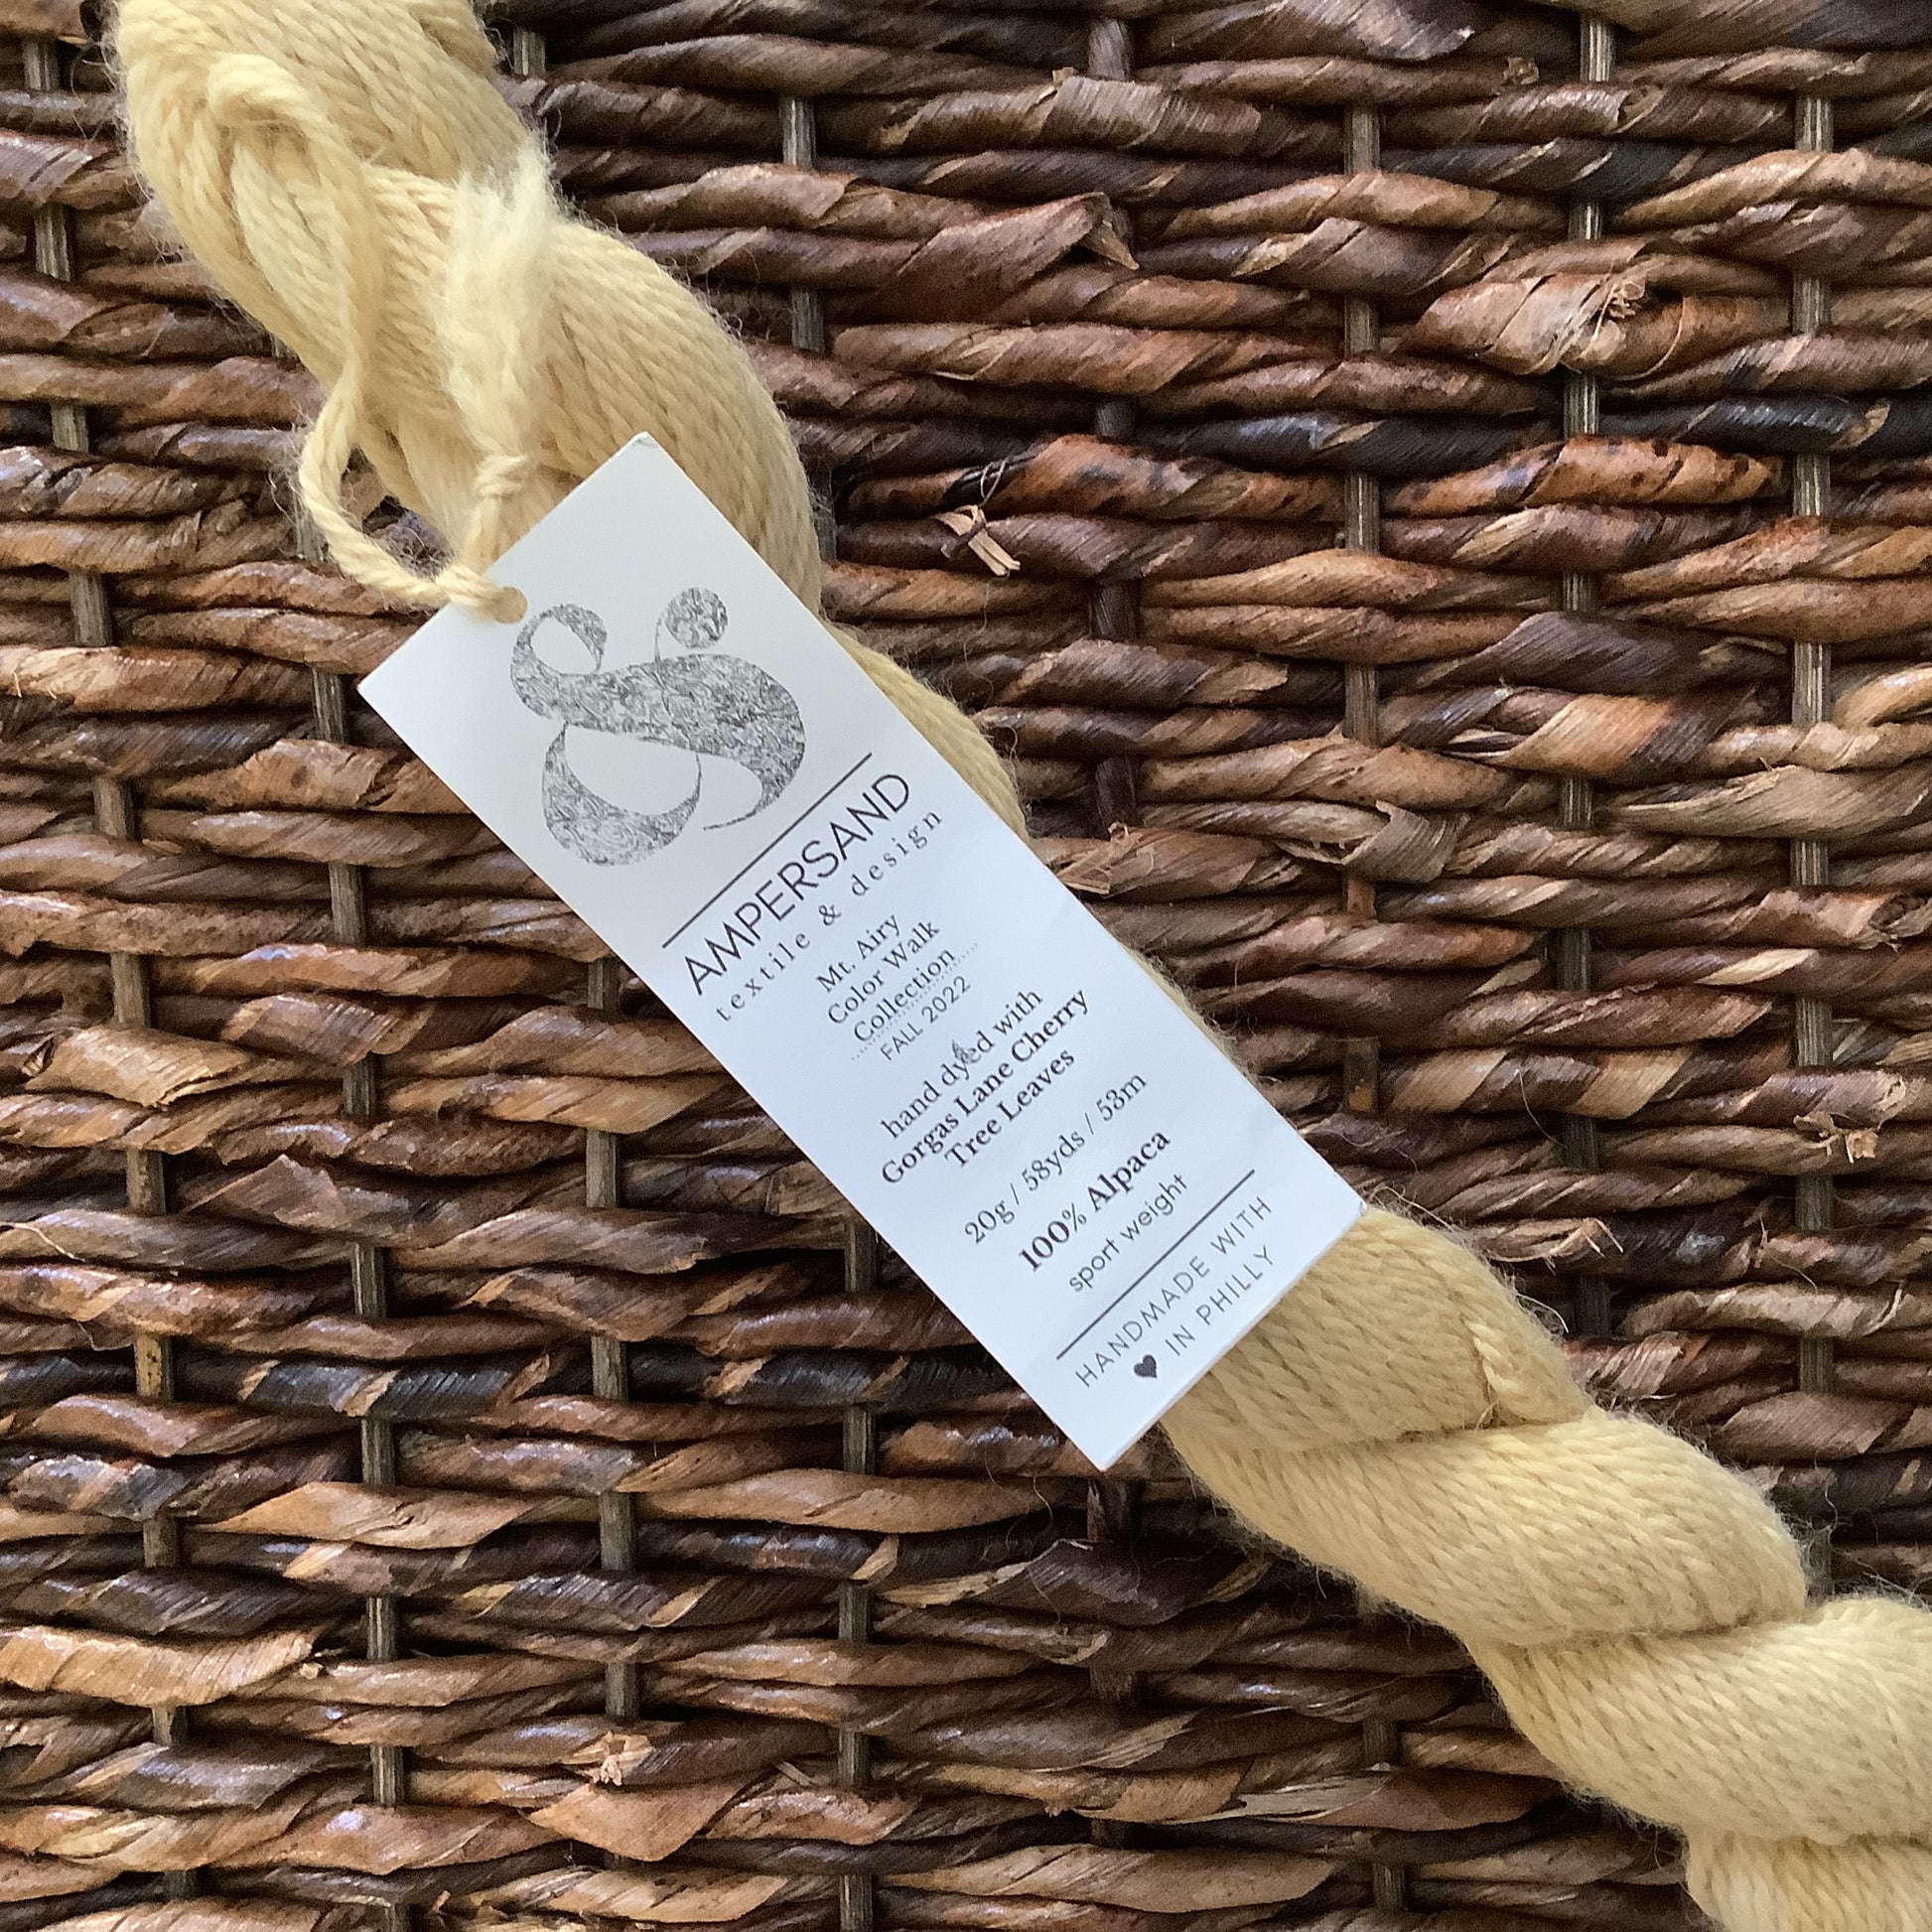 &
AMPERSAND
textile & design
Mt. Airy
Color Walk
Collection
FALL 2022
hand dyed with
Gorgas Lane Cherry
Tree Leaves
20g / 58yds / 53m
100% Alpaca
sport weight
HANDMADE WITH
♥ IN PHILLY